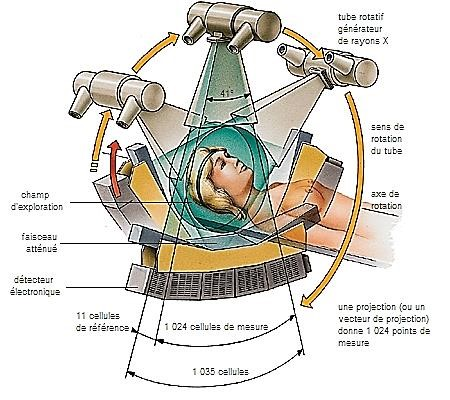 tube rotatif
générateur
de rayons X
41°
sens de
rotation
du tube
axe de
rotation
champ
d'exploration
faisceau
atténué
détecteur
électronique
11 cellules
de référence
1 024 cellules de mesure
1 035 cellules
une projection (ou un
vecteur de projection)
donne 1 024 points de
mesure